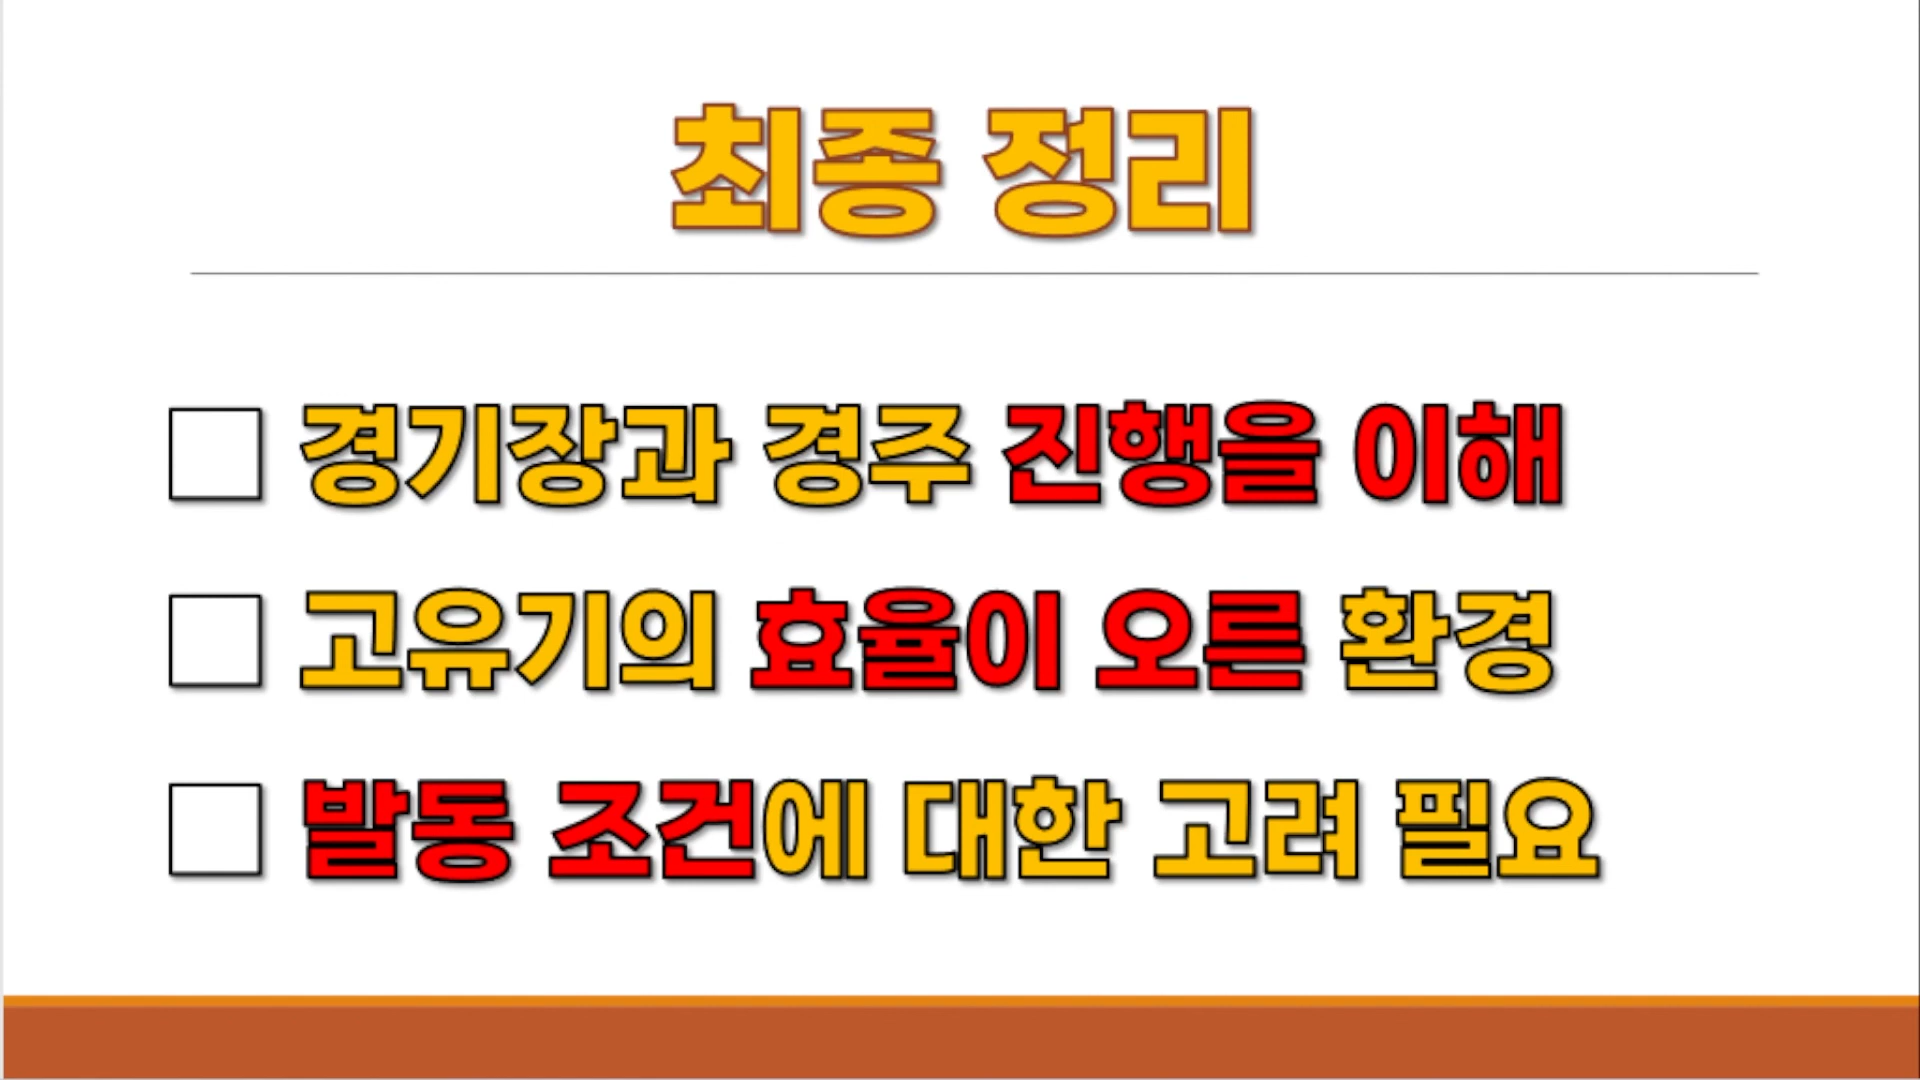 최종 정리
경기장과 경주 진행을 이해
고유기의 효율이 오른 환경
발동 조건에 대한 고려 필요